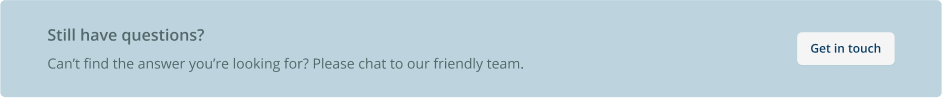 Still have questions?
Can't find the answer you're looking for? Please chat to our friendly team.
Get in touch